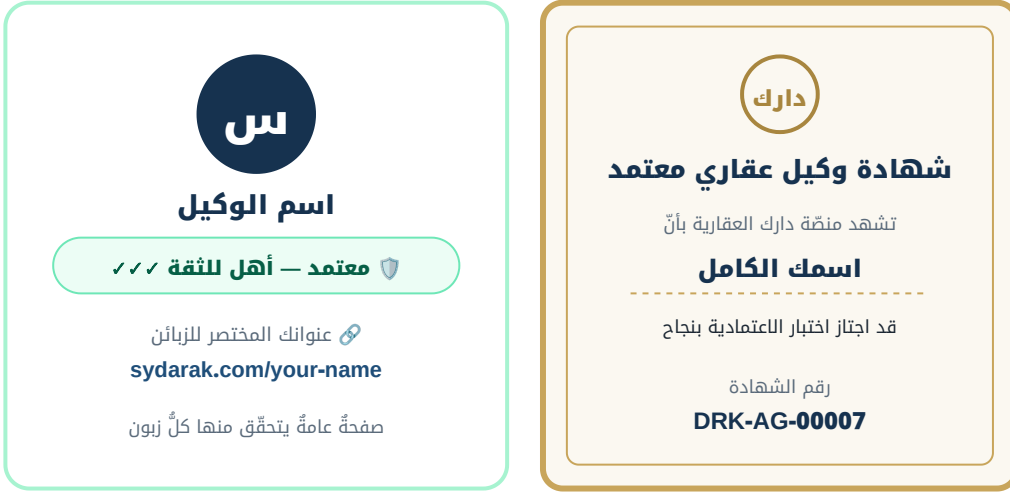 دارك
شهادة وكيل عقاري معتمد
تشهد منصّة دارك العقارية بأنّ
اسمك الكامل
قد اجتاز اختبار الاعتمادية بنجاح
رقم الشهادة
DRK-AG-00007
س
اسم الوكيل
🛡️ معتمد — أهل للثقة ✓✓✓
🔗 عنوانك المختصر للزبائن
sydarak.com/your-name
صفحةٌ عامةٌ يتحقّق منها كلُّ زبون